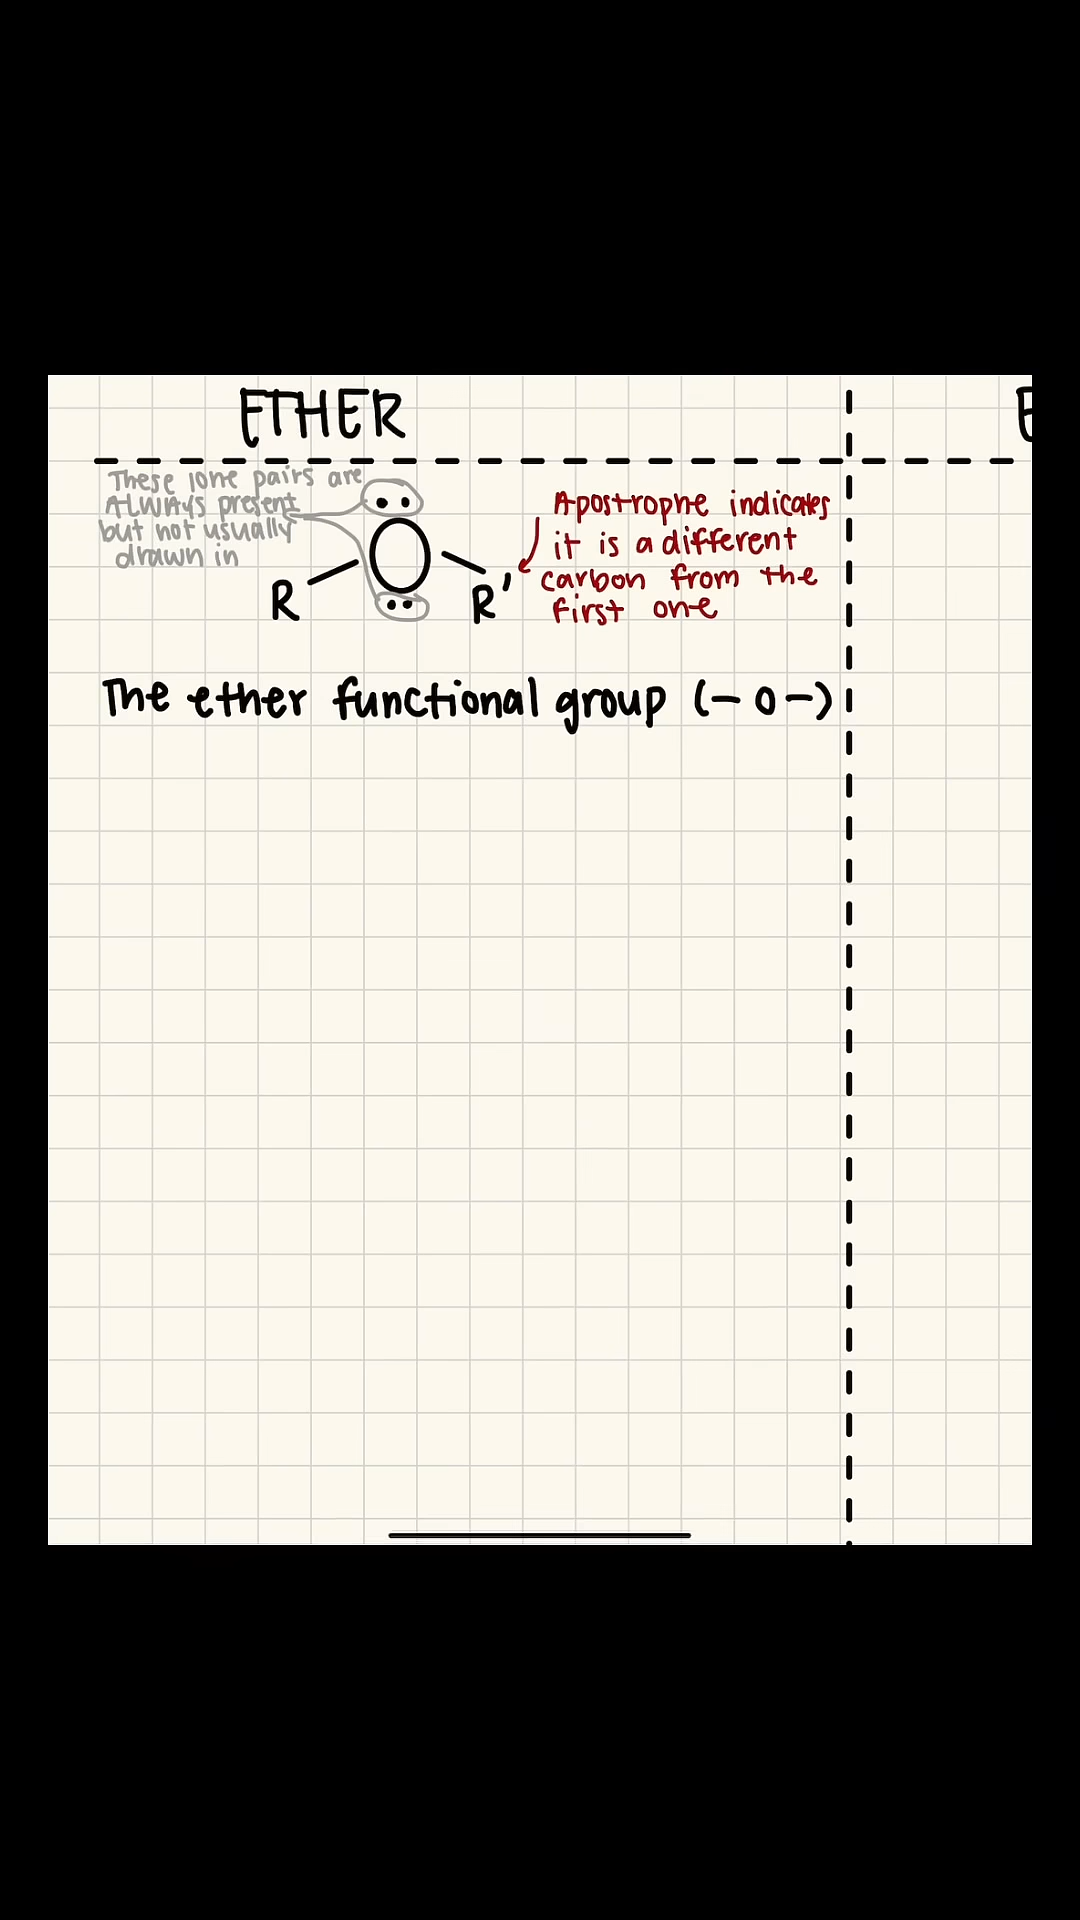 ETHER
E
These lone pairs are
ALWAYS present
but not usually
drawn in
O
R
R'
Apostrophe indicates
it is a different
carbon from the
first one
The ether functional group (- O -)